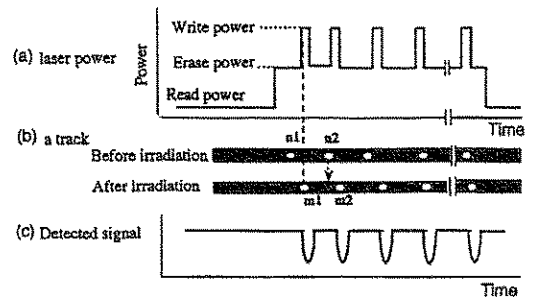 Write power
(a) laser power
Power
Erase power
Read power
Time
(b) a track
n1 n2
Before irradiation
After irradiation
m1 m2
(c) Detected signal
Time